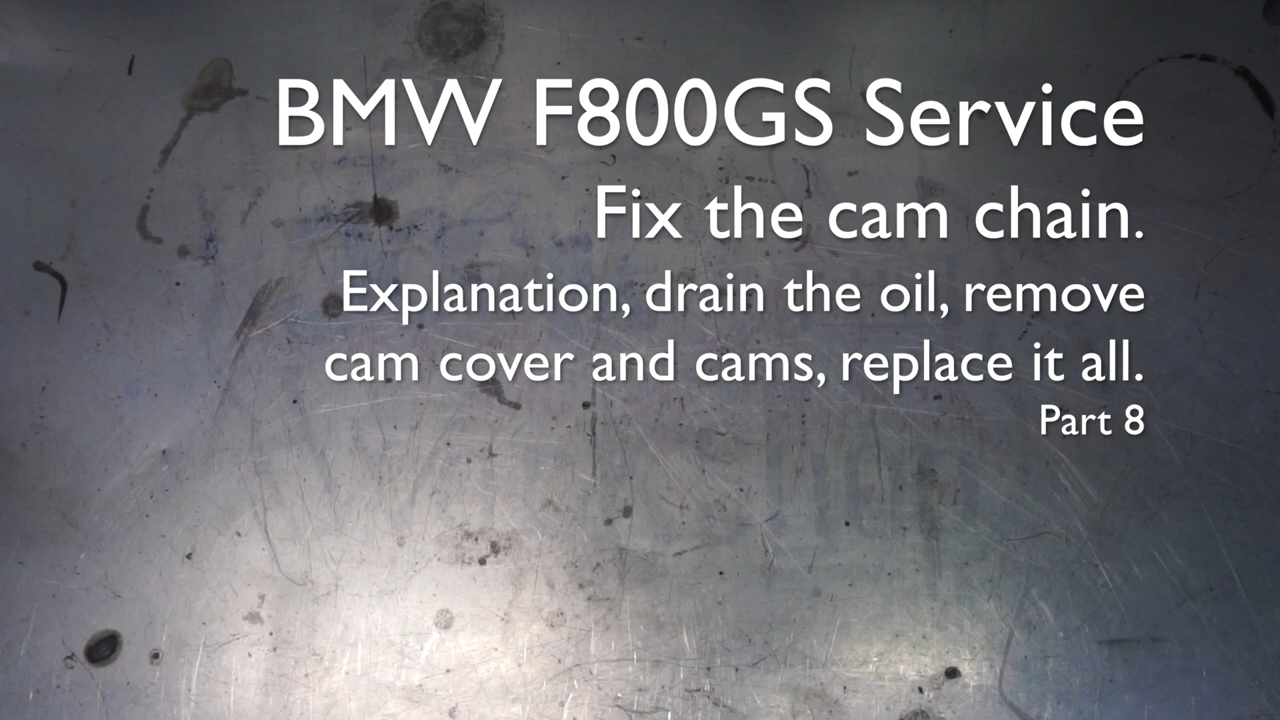 BMW F800GS Service
Fix the cam chain.
Explanation, drain the oil, remove
cam cover and cams, replace it all.
Part 8